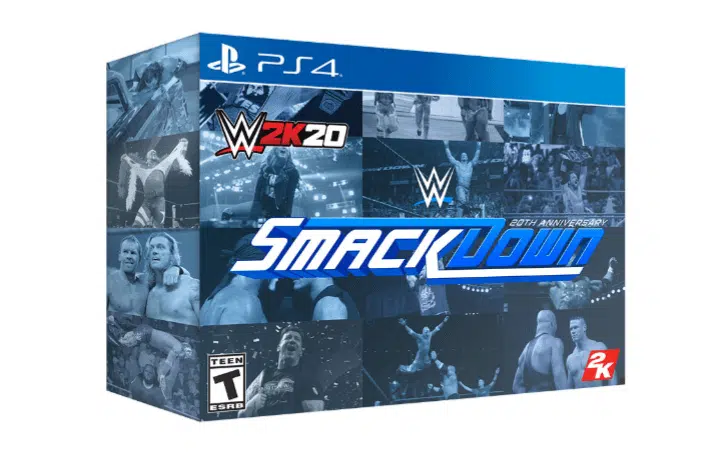 PS4
W2K20
W
20TH ANNIVERSARY
SMACKDOWN
TEEN
T
ESRB
2K